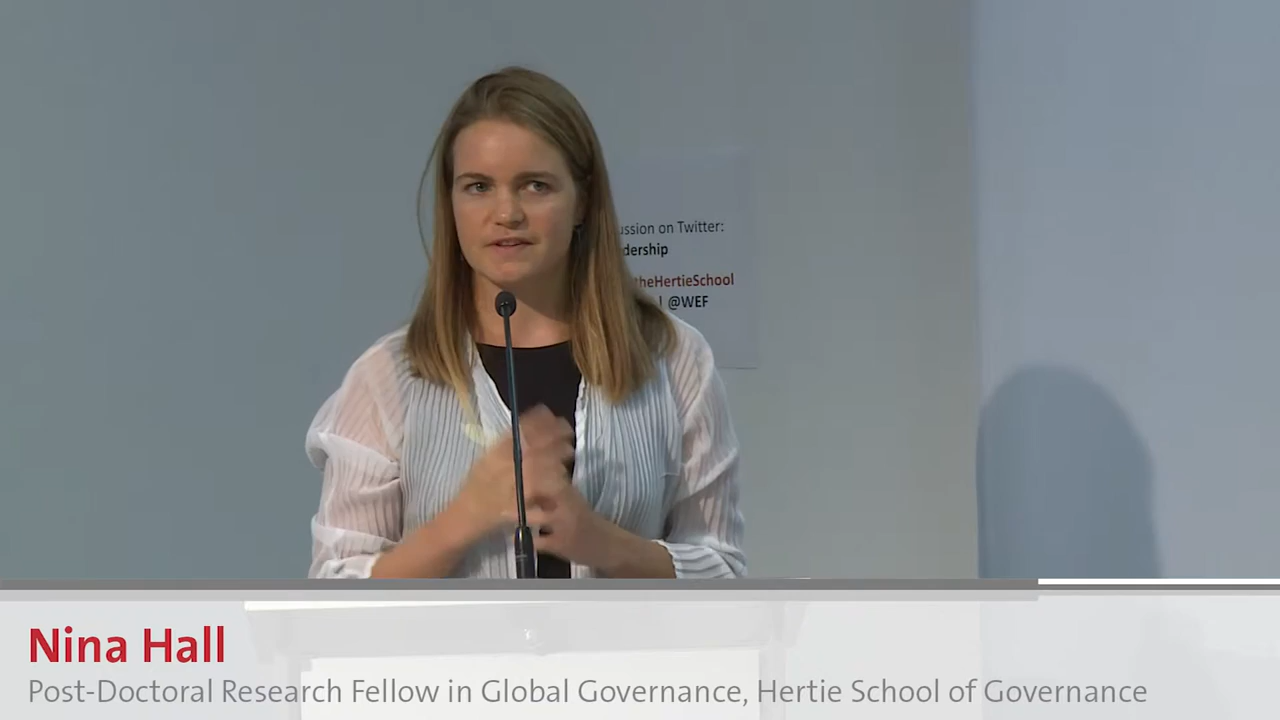 ussion on Twitter:
dership
theHertieSchool
| @WEF
Nina Hall
Post-Doctoral Research Fellow in Global Governance, Hertie School of Governance